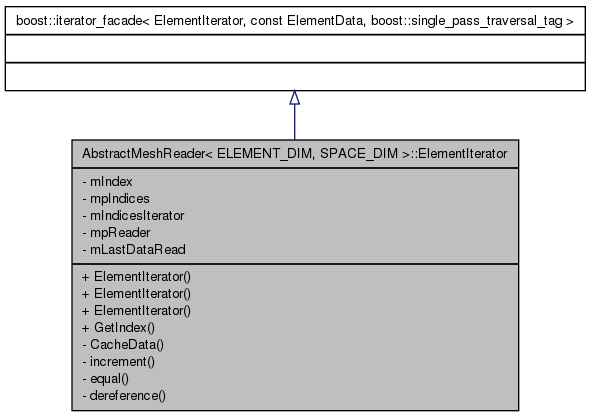 boost::iterator_facade< ElementIterator, const ElementData, boost::single_pass_traversal_tag >
AbstractMeshReader< ELEMENT_DIM, SPACE_DIM >::ElementIterator
- mIndex
- mpIndices
- mIndicesIterator
- mpReader
- mLastDataRead
+ ElementIterator()
+ ElementIterator()
+ ElementIterator()
+ GetIndex()
- CacheData()
- increment()
- equal()
- dereference()